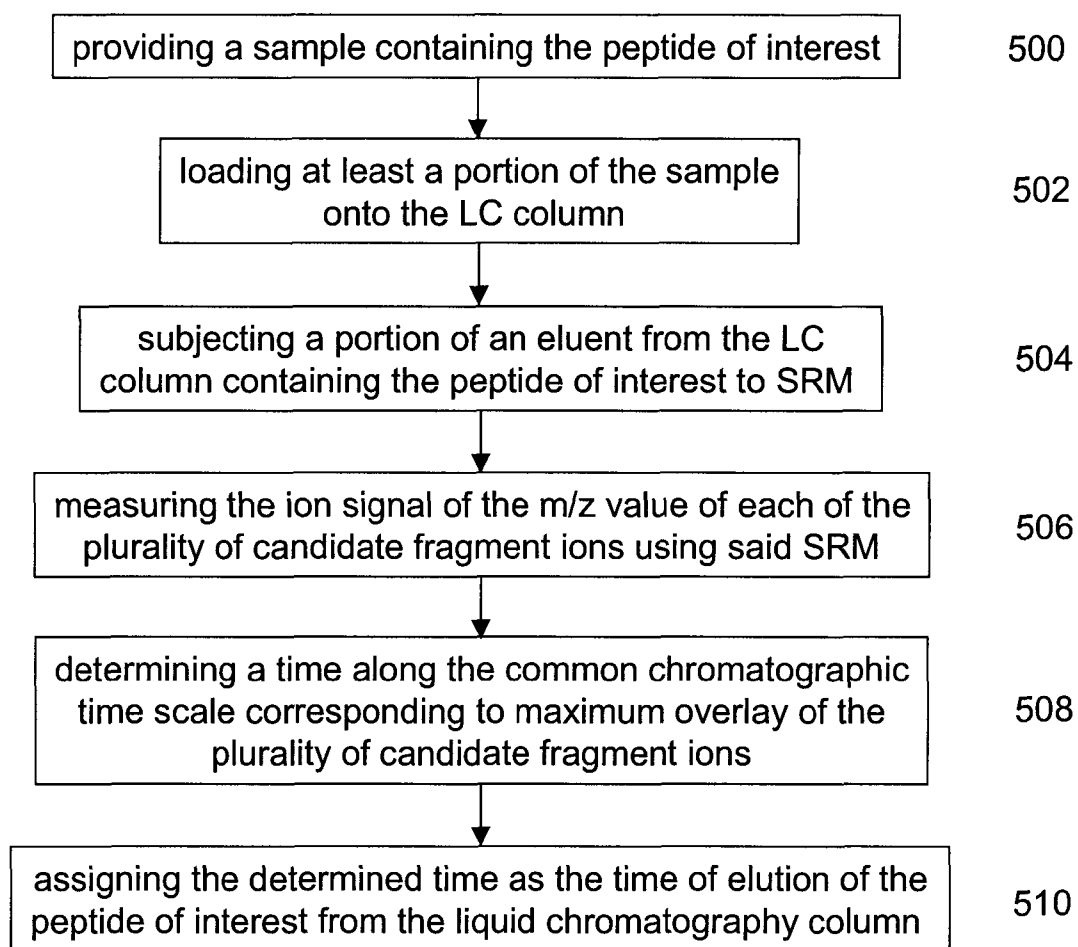 providing a sample containing the peptide of interest 500
loading at least a portion of the sample
onto the LC column
502
subjecting a portion of an eluent from the LC
column containing the peptide of interest to SRM
504
measuring the ion signal of the m/z value of each of the
plurality of candidate fragment ions using said SRM
506
determining a time along the common chromatographic
time scale corresponding to maximum overlay of the
plurality of candidate fragment ions
508
assigning the determined time as the time of elution of the
peptide of interest from the liquid chromatography column
510